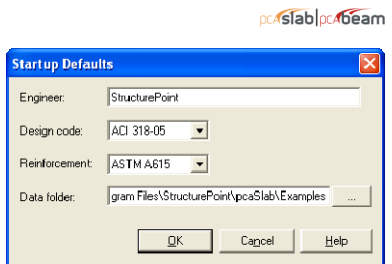 pcaslab|pcabeam
Startup Defaults
Engineer: StructurePoint
Design code: ACI 318-05
Reinforcement: ASTM A615
Data folder: gram Files\StructurePoint\pcaSlab\Examples ...
OK Cancel Help